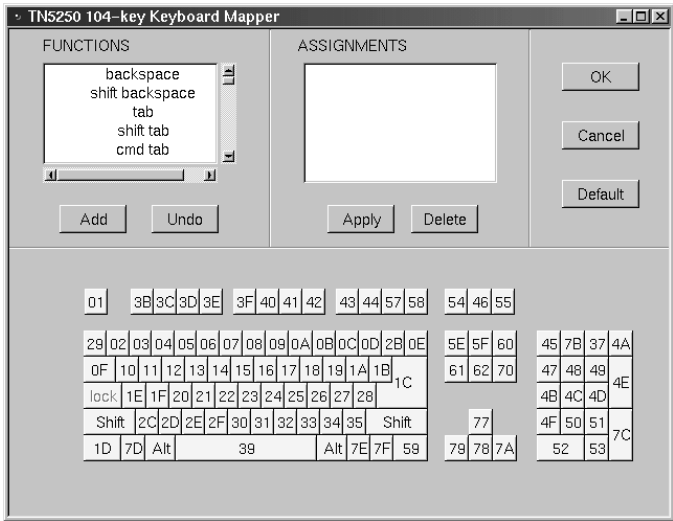 TN5250 104-key Keyboard Mapper
FUNCTIONS
backspace
shift backspace
tab
shift tab
cmd tab
Add Undo
ASSIGNMENTS
Apply Delete
OK
Cancel
Default
01 3B 3C 3D 3E 3F 40 41 42 43 44 57 58 54 46 55
29 02 03 04 05 06 07 08 09 0A 0B 0C 0D 2B 0E 5E 5F 60 45 7B 37 4A
0F 10 11 12 13 14 15 16 17 18 19 1A 1B 1C 61 62 70 47 48 49 4E
lock 1E 1F 20 21 22 23 24 25 26 27 28 4B 4C 4D
Shift 2C 2D 2E 2F 30 31 32 33 34 35 Shift 77 4F 50 51 7C
1D 7D Alt 39 Alt 7E 7F 59 79 78 7A 52 53